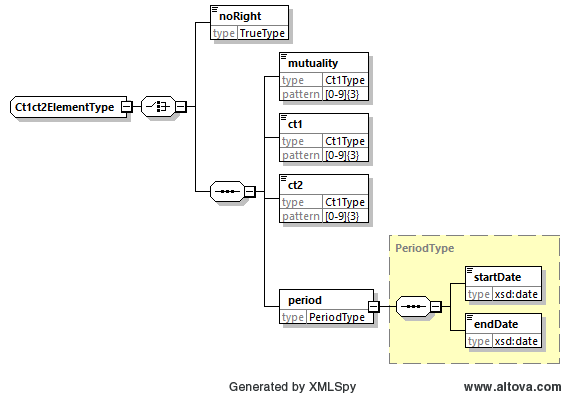 noRight
type TrueType
Ct1ct2ElementType
mutuality
type Ct1Type
pattern [0-9]{3}
ct1
type Ct1Type
pattern [0-9]{3}
ct2
type Ct1Type
pattern [0-9]{3}
PeriodType
startDate
type xsd:date
period
type PeriodType
endDate
type xsd:date
Generated by XMLSpy www.altova.com